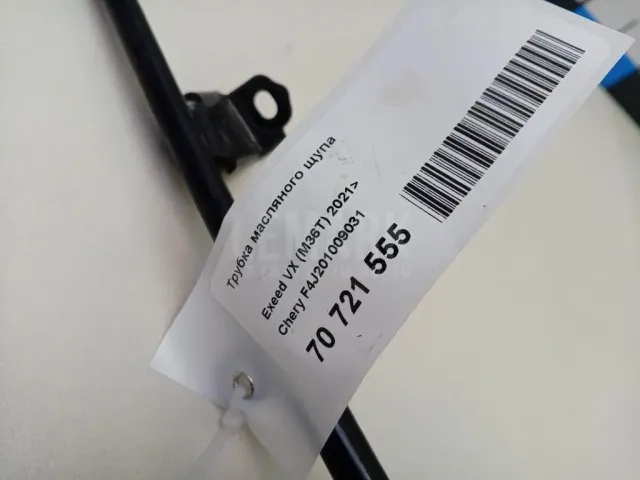 Трубка масляного щупа
Exeed VX (M36T) 2021>
Chery F4J201009031
70 721 555